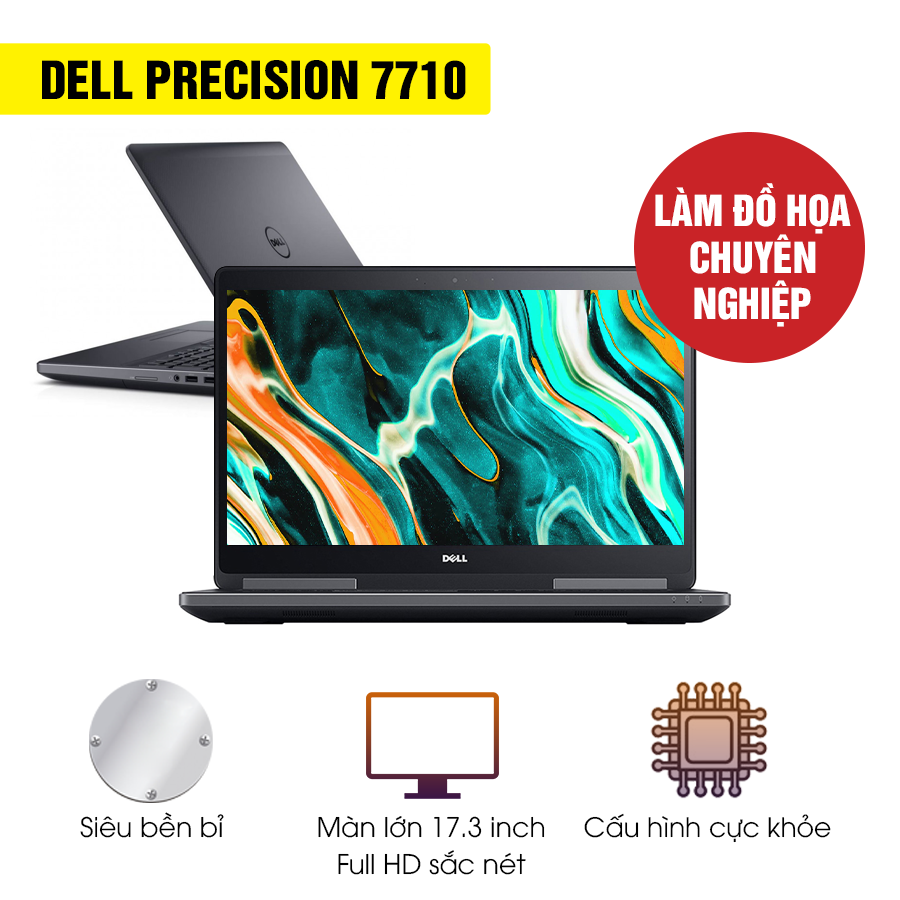 DELL PRECISION 7710
LÀM ĐỒ HỌA
CHUYÊN
NGHIỆP
DELL
DELL
Siêu bền bỉ
Màn lớn 17.3 inch
Full HD sắc nét
Cấu hình cực khỏe